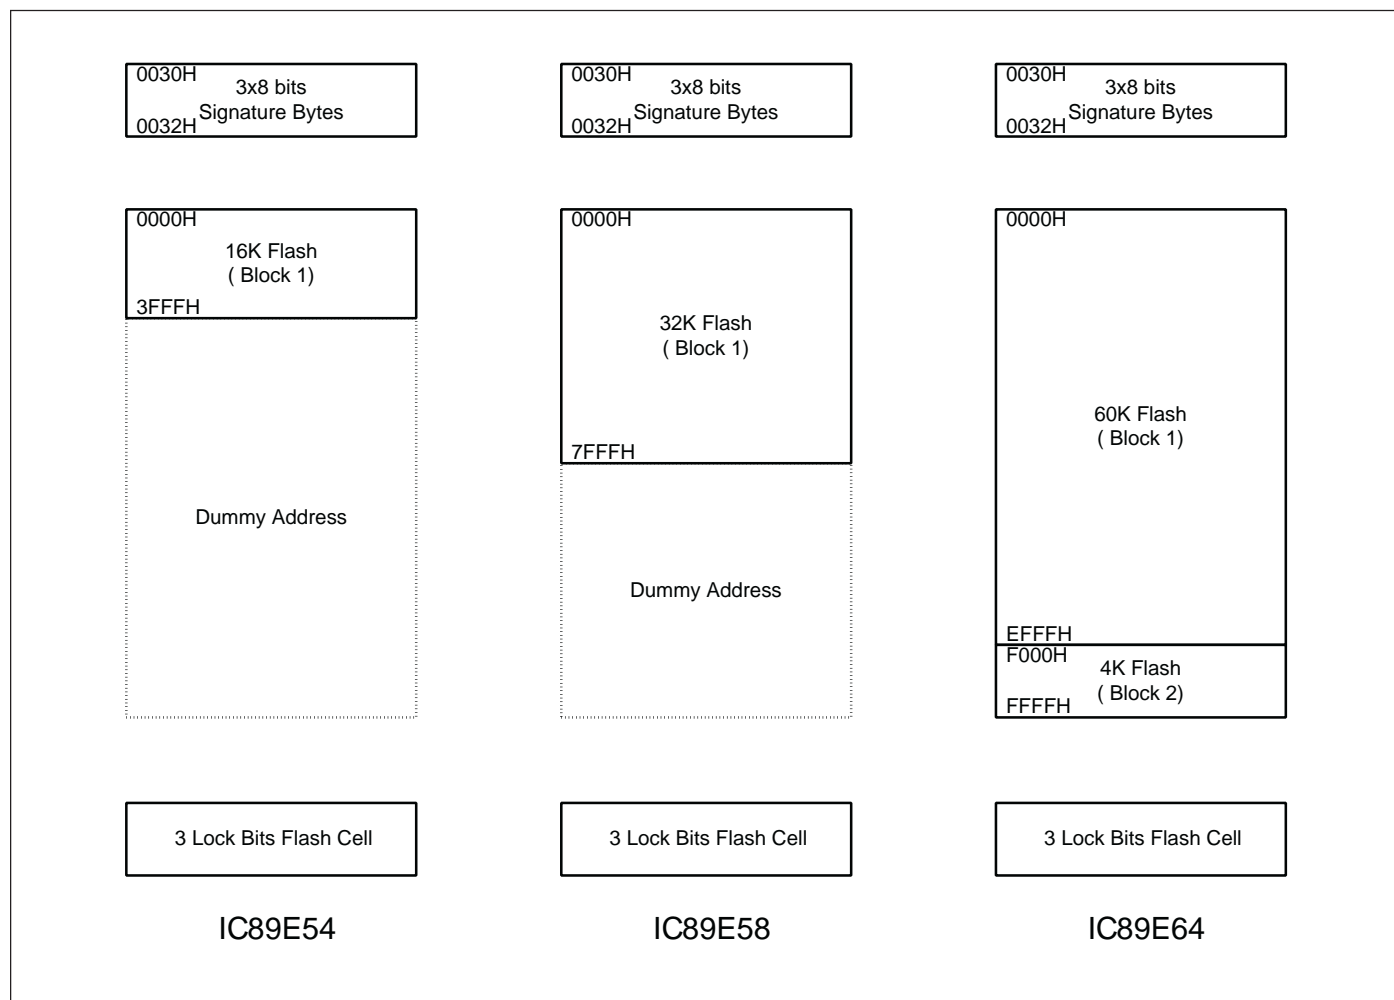 0030H
3x8 bits
Signature Bytes
0032H
0000H
16K Flash
( Block 1)
3FFFH
Dummy Address
3 Lock Bits Flash Cell
IC89E54
0030H
3x8 bits
Signature Bytes
0032H
0000H
32K Flash
( Block 1)
7FFFH
Dummy Address
3 Lock Bits Flash Cell
IC89E58
0030H
3x8 bits
Signature Bytes
0032H
0000H
60K Flash
( Block 1)
EFFFH
F000H
4K Flash
( Block 2)
FFFFH
3 Lock Bits Flash Cell
IC89E64